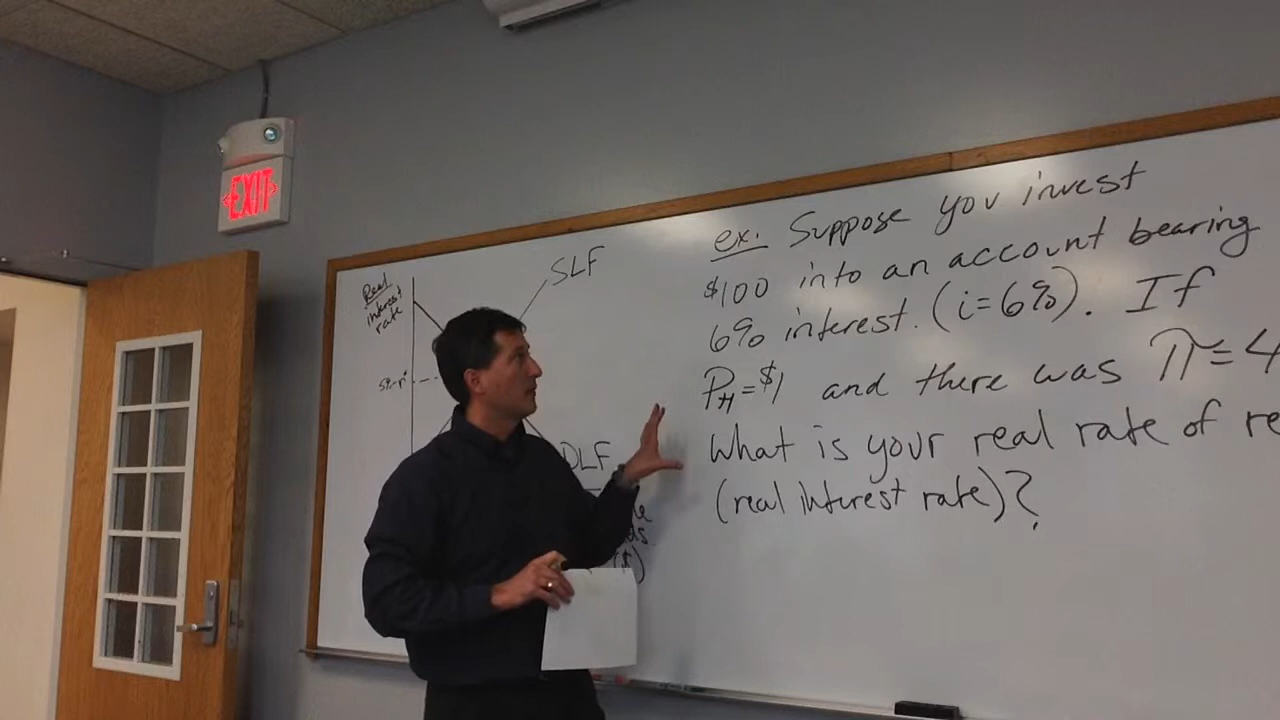 EXIT
Real
interest
rate
SLF
DLF
ex. Suppose you invest
$100 into an account bearing
6% interest. (i=6%). If
P_H=$1 and there was π=4
What is your real rate of re
(real interest rate)?